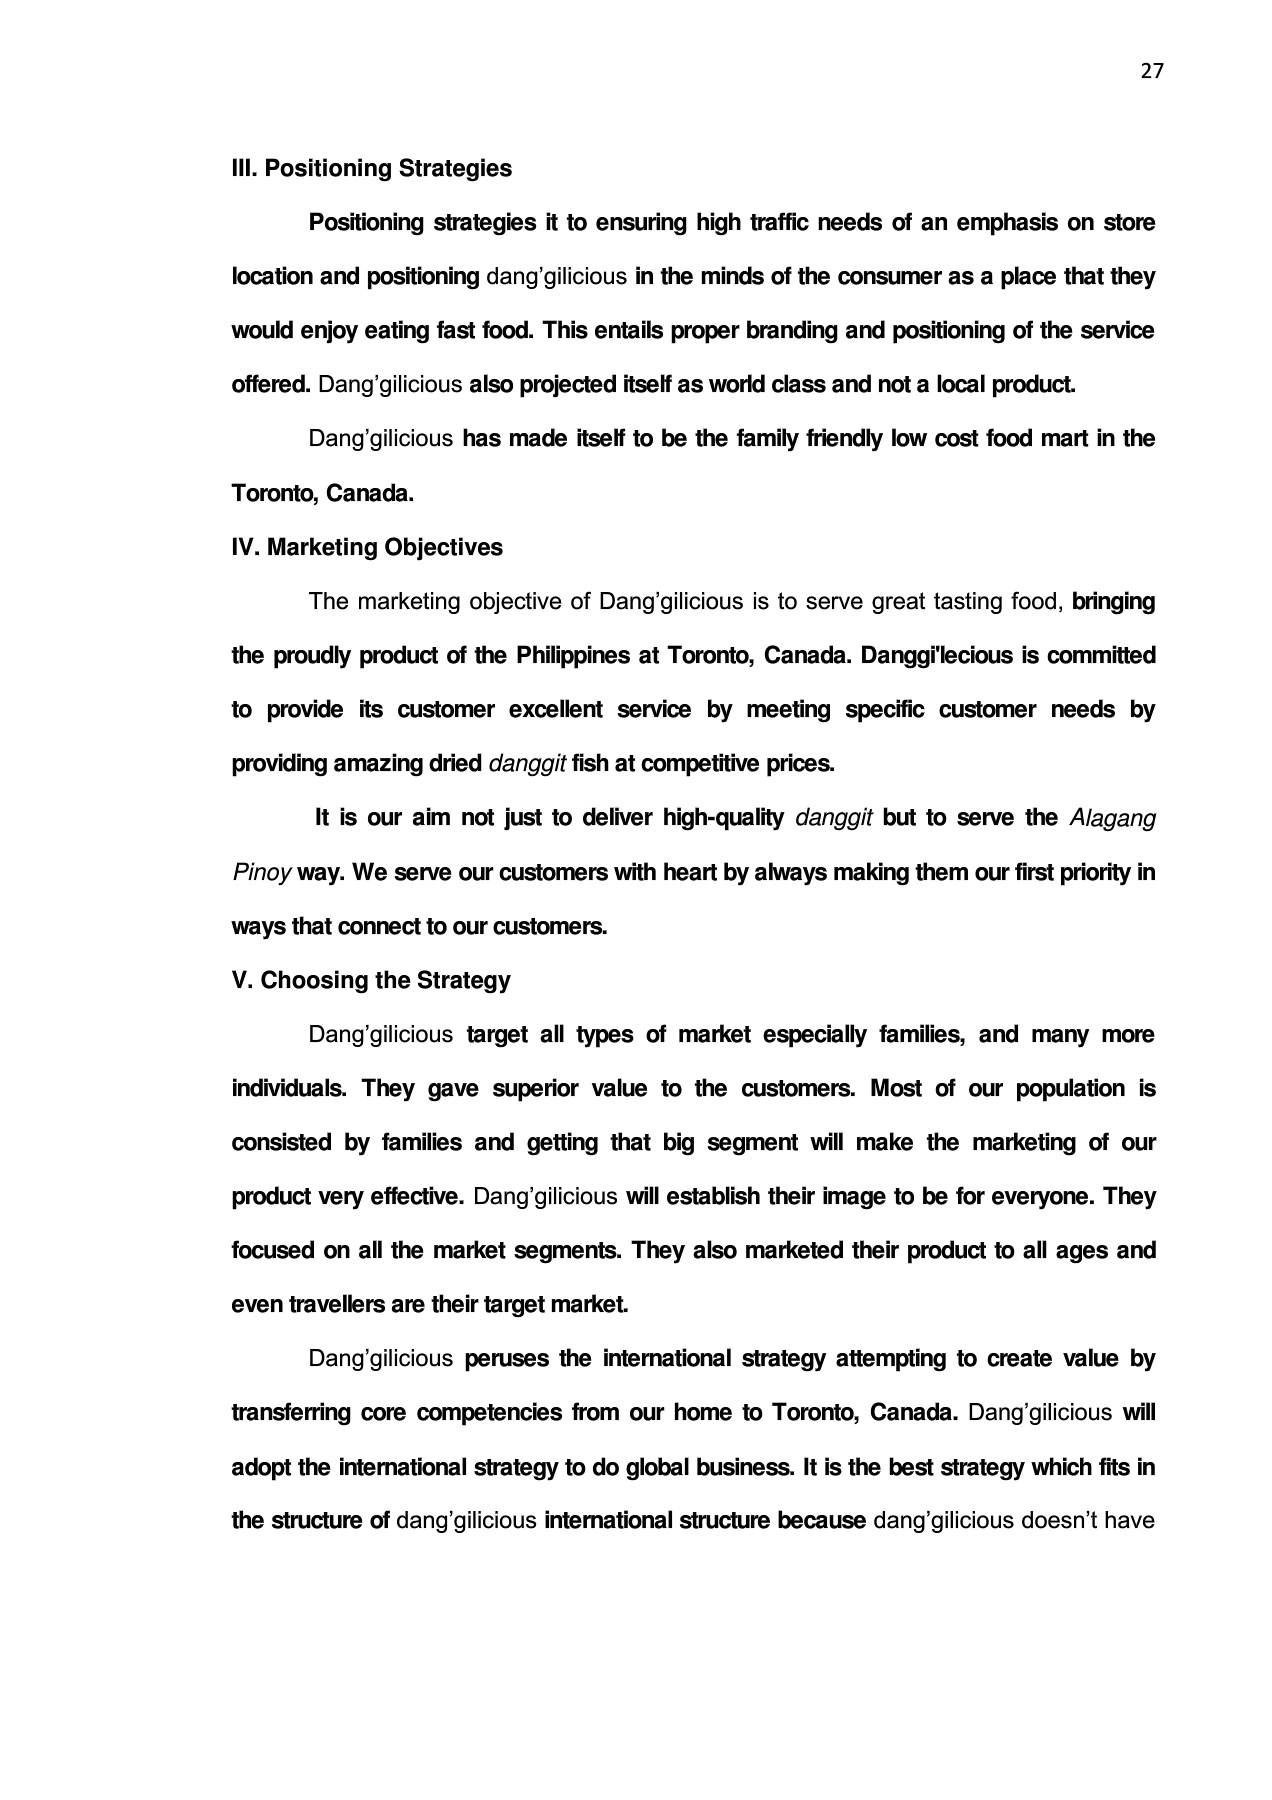 27
III. Positioning Strategies
Positioning strategies it to ensuring high traffic needs of an emphasis on store
location and positioning dang’gilicious in the minds of the consumer as a place that they
would enjoy eating fast food. This entails proper branding and positioning of the service
offered. Dang’gilicious also projected itself as world class and not a local product.
Dang’gilicious has made itself to be the family friendly low cost food mart in the
Toronto, Canada.
IV. Marketing Objectives
The marketing objective of Dang’gilicious is to serve great tasting food, bringing
the proudly product of the Philippines at Toronto, Canada. Danggi'lecious is committed
to provide its customer excellent service by meeting specific customer needs by
providing amazing dried danggit fish at competitive prices.
It is our aim not just to deliver high-quality danggit but to serve the Alagang
Pinoy way. We serve our customers with heart by always making them our first priority in
ways that connect to our customers.
V. Choosing the Strategy
Dang’gilicious target all types of market especially families, and many more
individuals. They gave superior value to the customers. Most of our population is
consisted by families and getting that big segment will make the marketing of our
product very effective. Dang’gilicious will establish their image to be for everyone. They
focused on all the market segments. They also marketed their product to all ages and
even travellers are their target market.
Dang’gilicious peruses the international strategy attempting to create value by
transferring core competencies from our home to Toronto, Canada. Dang’gilicious will
adopt the international strategy to do global business. It is the best strategy which fits in
the structure of dang’gilicious international structure because dang’gilicious doesn’t have